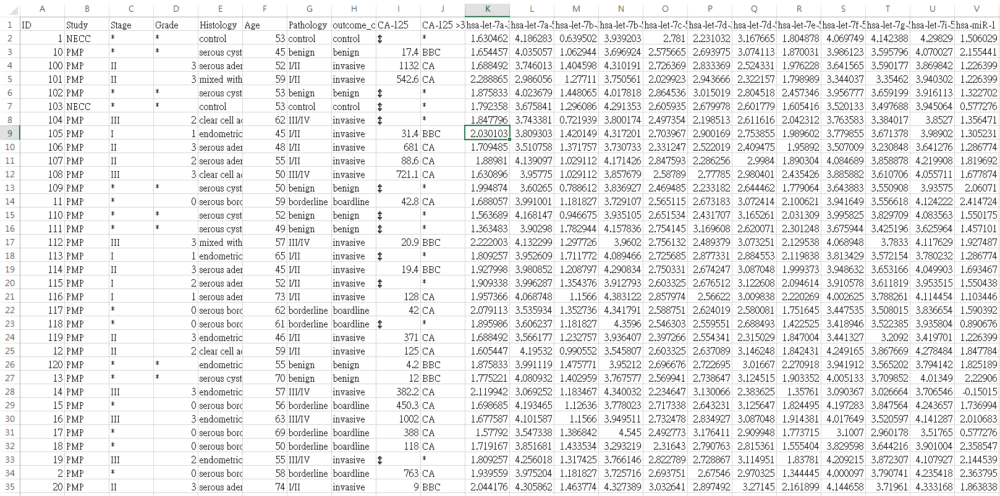 A B C D E F G H I J K L M N O P Q R S T U V
1 ID Study Stage Grade Histology Age Pathology outcome_c CA-125 CA-125 >3 hsa-let-7a-3 hsa-let-7a-5 hsa-let-7b- hsa-let-7b-5 hsa-let-7c-5 hsa-let-7d-3 hsa-let-7d-5 hsa-let-7e-5 hsa-let-7f-5 hsa-let-7g-5 hsa-let-7i-5 hsa-miR-1
2 1 NECC * * control 53 control control ‡ * 1.630462 4.186283 0.639502 3.939203 2.781 2.231032 3.167665 1.804878 4.069749 4.142388 4.29829 1.506029
3 10 PMP * * serous cyst 45 benign benign 17.4 BBC 1.654457 4.035057 1.062944 3.696924 2.575665 2.693975 3.074113 1.870031 3.986123 3.595796 4.070027 2.155441
4 100 PMP II 3 serous ader 52 I/II invasive 1132 CA 1.688492 3.746013 1.404598 4.310191 2.726369 2.833369 2.524331 1.976228 3.641565 3.590177 3.869842 1.226399
5 101 PMP II 3 mixed with 59 I/II invasive 542.6 CA 2.288865 2.986056 1.27711 3.750561 2.029923 2.943666 2.322157 1.798989 3.344037 3.35462 3.940302 1.226399
6 102 PMP * * serous cyst 53 benign benign ‡ * 1.875833 4.023679 1.448065 4.017818 2.864536 3.015019 2.804518 2.457346 3.956777 3.659199 3.916113 1.322702
7 103 NECC * * control 53 control control ‡ * 1.792358 3.675841 1.296086 4.291353 2.605935 2.679978 2.601779 1.605416 3.520133 3.497688 3.945064 0.577276
8 104 PMP III 2 clear cell ac 62 III/IV invasive ‡ * 1.847796 3.743381 0.721939 3.800174 2.497354 2.198513 2.611616 2.042312 3.763583 3.384017 3.8527 1.356471
9 105 PMP I 1 endometric 45 I/II invasive 31.4 BBC 2.030103 3.809303 1.420149 4.317201 2.703967 2.900169 2.753855 1.989602 3.779855 3.671378 3.98902 1.305231
10 106 PMP II 3 serous ader 48 I/II invasive 681 CA 1.709485 3.510758 1.371757 3.730733 2.331247 2.522019 2.409475 1.95892 3.507009 3.230848 3.641276 1.286774
11 107 PMP II 2 serous ader 55 I/II invasive 88.6 CA 1.88981 4.139097 1.029112 4.171426 2.847593 2.286256 2.9984 1.890304 4.084689 3.858878 4.219908 1.819692
12 108 PMP III 3 clear cell ac 50 III/IV invasive 721.1 CA 1.630896 3.95775 1.029112 3.857679 2.58789 2.77785 2.980401 2.435426 3.885882 3.610706 4.055711 1.677874
13 109 PMP * * serous cyst 50 benign benign ‡ * 1.994874 3.60265 0.788612 3.836927 2.469485 2.233182 2.644462 1.779064 3.643883 3.550908 3.93575 2.06071
14 11 PMP * 0 serous borc 59 borderline boardline 42.8 CA 1.688057 3.991001 1.181827 3.729107 2.565115 2.673183 3.072414 2.100621 3.941649 3.556618 4.124222 2.414724
15 110 PMP * * serous cyst 52 benign benign ‡ * 1.563689 4.168147 0.946675 3.935105 2.651534 2.431707 3.165261 2.031309 3.995825 3.829709 4.083563 1.550175
16 111 PMP * * serous cyst 49 benign benign ‡ * 1.363483 3.90298 1.782944 4.157836 2.754145 3.169608 2.620071 2.301248 3.675944 3.425196 3.625964 1.457101
17 112 PMP III 3 mixed with 57 III/IV invasive 20.9 BBC 2.222003 4.132299 1.297726 3.9602 2.756132 2.489379 3.073251 2.129538 4.068948 3.7833 4.117629 1.927487
18 113 PMP I 1 endometric 65 I/II invasive ‡ * 1.809257 3.952609 1.711772 4.089466 2.725685 2.877331 2.884553 2.119838 3.813429 3.572154 3.780232 1.286774
19 114 PMP II 3 serous ader 45 I/II invasive 19.4 BBC 1.927998 3.980852 1.208797 4.290834 2.750331 2.674247 3.087048 1.999373 3.948632 3.653166 4.049903 1.693467
20 115 PMP I 2 serous ader 52 I/II invasive ‡ * 1.909338 3.996287 1.354376 3.912793 2.603325 2.676512 3.122608 2.094614 3.910578 3.611819 3.953515 1.550438
21 116 PMP I 1 serous ader 73 I/II invasive 128 CA 1.957366 4.068748 1.1566 4.383122 2.857974 2.56622 3.009838 2.220269 4.002625 3.788261 4.114454 1.103446
22 117 PMP * 0 serous borc 62 borderline boardline 42 CA 2.079113 3.535934 1.352736 4.341791 2.588751 2.624019 2.580081 1.751645 3.447535 3.508015 3.836654 1.590392
23 118 PMP * 0 serous borc 61 borderline boardline ‡ * 1.895986 3.606237 1.181827 4.3596 2.546303 2.559551 2.688493 1.422525 3.418946 3.522385 3.935804 0.890676
24 119 PMP II 3 endometric 46 I/II invasive 371 CA 1.688492 3.566177 1.232757 3.936407 2.397266 2.554341 2.315029 1.847004 3.441327 3.2092 3.419701 1.226399
25 12 PMP II 2 clear cell ac 59 I/II invasive 125 CA 1.605447 4.19532 0.990552 3.545807 2.603325 2.637089 3.146248 1.842431 4.249165 3.867669 4.278484 1.847784
26 120 PMP * * endometric 55 benign benign 4.2 BBC 1.875833 3.991119 1.475771 3.95212 2.696676 2.722695 3.01667 2.270918 3.941912 3.565202 3.794142 1.825189
27 13 PMP * * serous cyst 70 benign benign 12 BBC 1.775221 4.080932 1.402959 3.767577 2.569941 2.738647 3.124515 1.903352 4.005133 3.709852 4.01349 2.22906
28 14 PMP III 3 endometric 57 III/IV invasive 382.2 CA 2.119942 3.069252 1.183467 4.340032 2.234647 3.130066 2.383625 1.35761 3.090367 3.026664 3.706546 -0.15015
29 15 PMP * 0 serous borc 56 borderline boardline 450.3 CA 1.698685 4.193465 1.12636 3.778023 2.717338 2.643231 3.125647 1.824495 4.197283 3.847564 4.243657 1.736994
30 16 PMP III 3 endometric 63 III/IV invasive 1002 CA 1.677587 4.101587 1.1566 3.949511 2.732478 2.834927 3.087048 1.914381 4.017649 3.520597 4.141287 2.010683
31 17 PMP * 0 serous borc 69 borderline boardline 388 CA 1.57792 3.547338 1.386842 4.545 2.492773 3.176411 2.909948 1.773715 3.1007 2.960178 3.51765 0.577276
32 18 PMP * 0 serous borc 50 borderline boardline 118 CA 1.719167 3.851681 1.433534 3.293219 2.31643 2.790763 2.815361 1.555404 3.829598 3.644216 3.901004 2.358547
33 19 PMP III 2 endometric 55 III/IV invasive ‡ * 1.809257 4.256018 1.317425 3.766146 2.822789 2.728867 3.114951 1.83781 4.209215 3.872307 4.107927 2.144539
34 2 PMP * 0 serous borc 58 borderline boardline 763 CA 1.939559 3.975204 1.181827 3.725716 2.693751 2.67546 2.970325 1.344445 4.000097 3.790741 4.235418 2.363795
35 20 PMP II 3 serous ader 74 I/II invasive 9 BBC 2.044176 4.305862 1.463774 4.327389 3.032641 2.897492 3.27145 2.161899 4.144658 3.71961 4.333168 1.863838